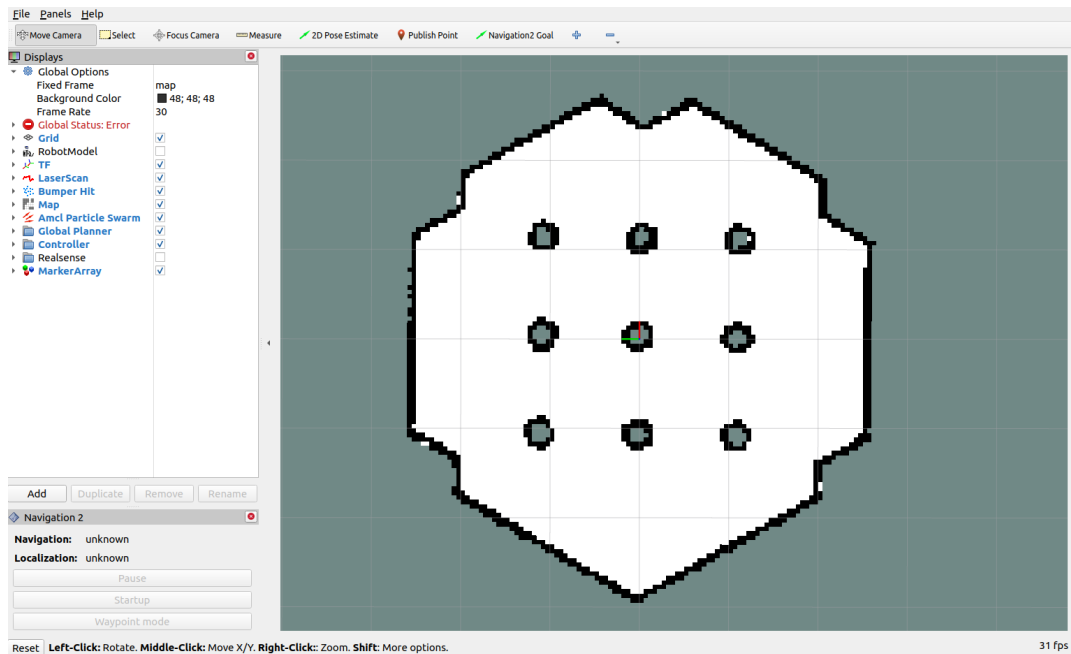 File Panels Help
Move Camera Select Focus Camera Measure 2D Pose Estimate Publish Point Navigation2 Goal
Displays
Global Options
Fixed Frame map
Background Color 48; 48; 48
Frame Rate 30
Global Status: Error
Grid
RobotModel
TF
LaserScan
Bumper Hit
Map
Amcl Particle Swarm
Global Planner
Controller
Realsense
MarkerArray
Add Duplicate Remove Rename
Navigation 2
Navigation: unknown
Localization: unknown
Pause
Startup
Waypoint mode
Reset Left-Click: Rotate. Middle-Click: Move X/Y. Right-Click:: Zoom. Shift: More options. 31 fps